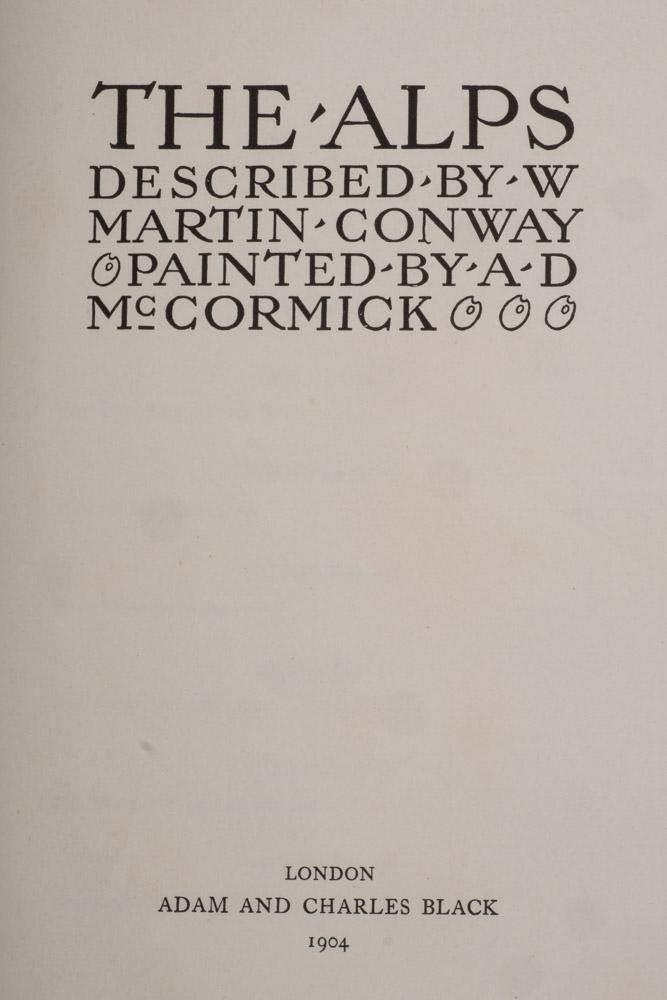 THE·ALPS
DESCRIBED·BY·W
MARTIN·CONWAY
PAINTED·BY·A·D
McCORMICK
LONDON
ADAM AND CHARLES BLACK
1904